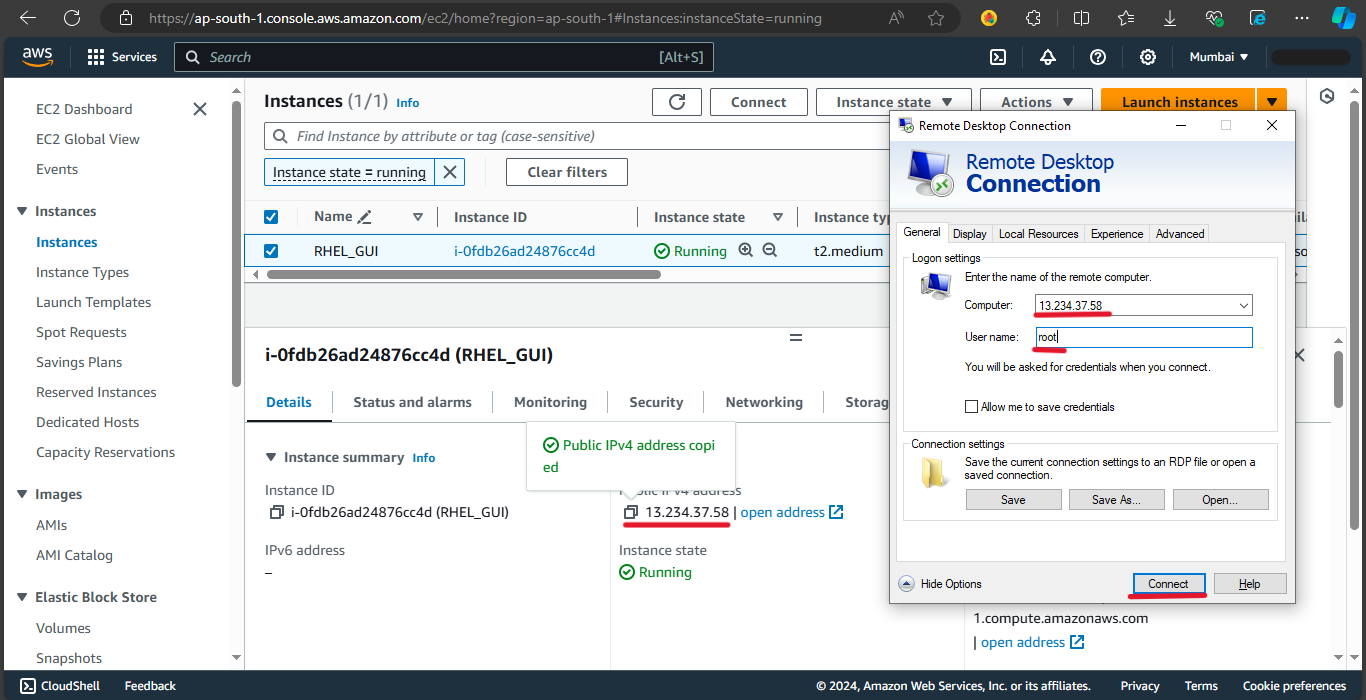 https://ap-south-1.console.aws.amazon.com/ec2/home?region=ap-south-1#Instances:instanceState=running
aws
Services
Search
[Alt+S]
Mumbai
EC2 Dashboard
EC2 Global View
Events
Instances
Instances
Instance Types
Launch Templates
Spot Requests
Savings Plans
Reserved Instances
Dedicated Hosts
Capacity Reservations
Images
AMIs
AMI Catalog
Elastic Block Store
Volumes
Snapshots
Instances (1/1) Info
Connect
Instance state
Actions
Launch instances
Find Instance by attribute or tag (case-sensitive)
Instance state = running
Clear filters
Name
Instance ID
Instance state
Instance typ
RHEL_GUI
i-0fdb26ad24876cc4d
Running
t2.medium
i-0fdb26ad24876cc4d (RHEL_GUI)
Details
Status and alarms
Monitoring
Security
Networking
Storag
Instance summary Info
Public IPv4 address copi
ed
Instance ID
i-0fdb26ad24876cc4d (RHEL_GUI)
Public IPv4 address
13.234.37.58 | open address
IPv6 address
–
Instance state
Running
1.compute.amazonaws.com
| open address
Remote Desktop Connection
Remote Desktop
Connection
General
Display
Local Resources
Experience
Advanced
Logon settings
Enter the name of the remote computer.
Computer:
13.234.37.58
User name:
root
You will be asked for credentials when you connect.
Allow me to save credentials
Connection settings
Save the current connection settings to an RDP file or open a
saved connection.
Save
Save As...
Open...
Hide Options
Connect
Help
CloudShell
Feedback
© 2024, Amazon Web Services, Inc. or its affiliates.
Privacy
Terms
Cookie preferences